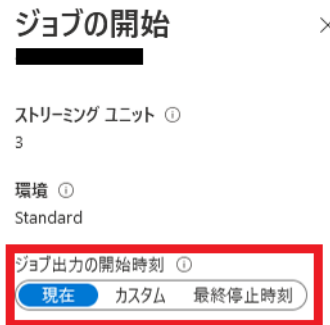 ジョブの開始
ストリーミング ユニット
3
環境
Standard
ジョブ出力の開始時刻
現在 カスタム 最終停止時刻